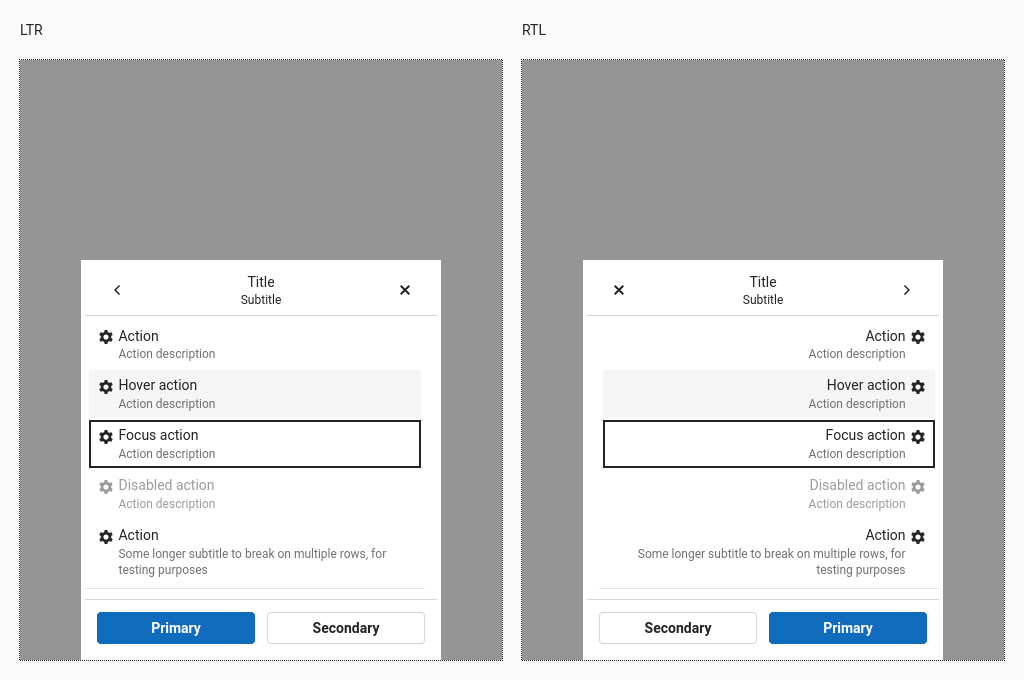 LTR
Title
Subtitle
Action
Action description
Hover action
Action description
Focus action
Action description
Disabled action
Action description
Action
Some longer subtitle to break on multiple rows, for
testing purposes
Primary
Secondary
RTL
Title
Subtitle
Action
Action description
Hover action
Action description
Focus action
Action description
Disabled action
Action description
Action
Some longer subtitle to break on multiple rows, for
testing purposes
Secondary
Primary